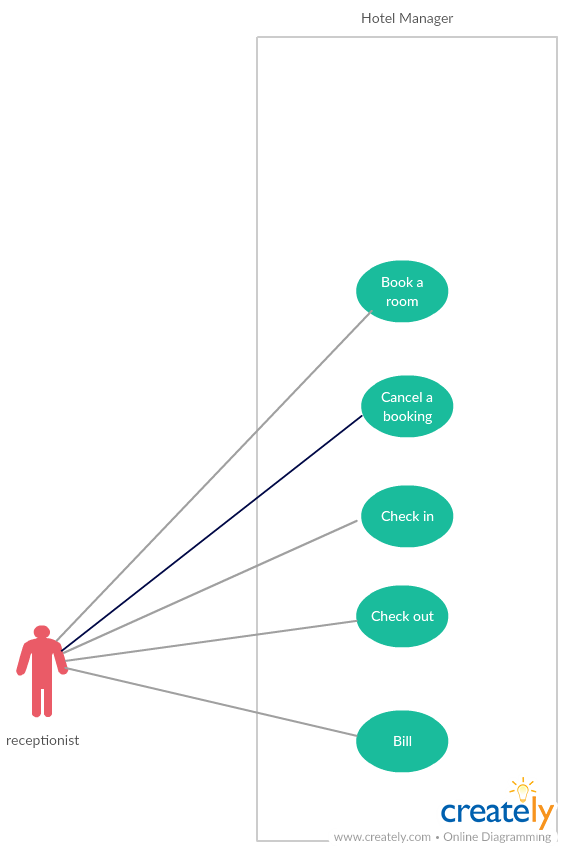 Hotel Manager
Book a
room
Cancel a
booking
Check in
Check out
receptionist
Bill
creately
www.creately.com • Online Diagramming